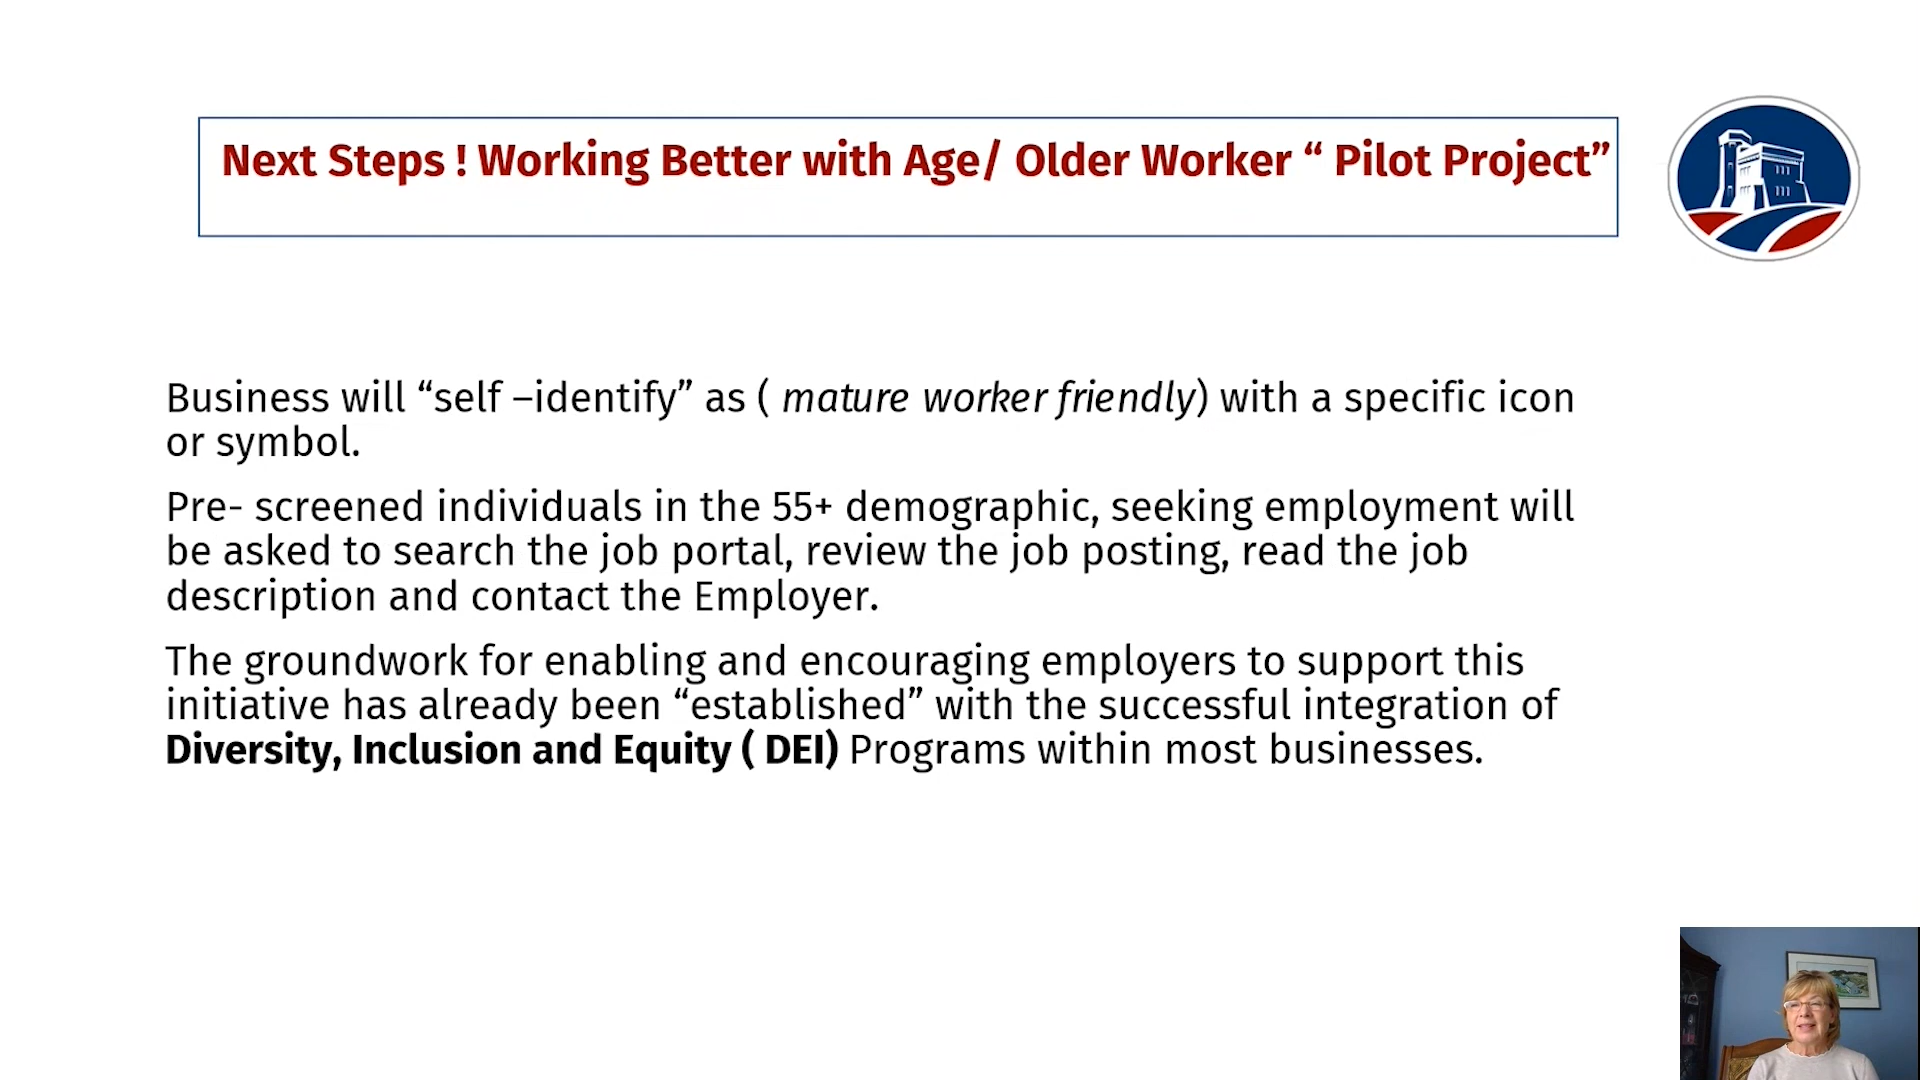 Next Steps ! Working Better with Age/ Older Worker “ Pilot Project”
Business will “self –identify” as ( mature worker friendly) with a specific icon
or symbol.
Pre- screened individuals in the 55+ demographic, seeking employment will
be asked to search the job portal, review the job posting, read the job
description and contact the Employer.
The groundwork for enabling and encouraging employers to support this
initiative has already been “established” with the successful integration of
Diversity, Inclusion and Equity ( DEI) Programs within most businesses.